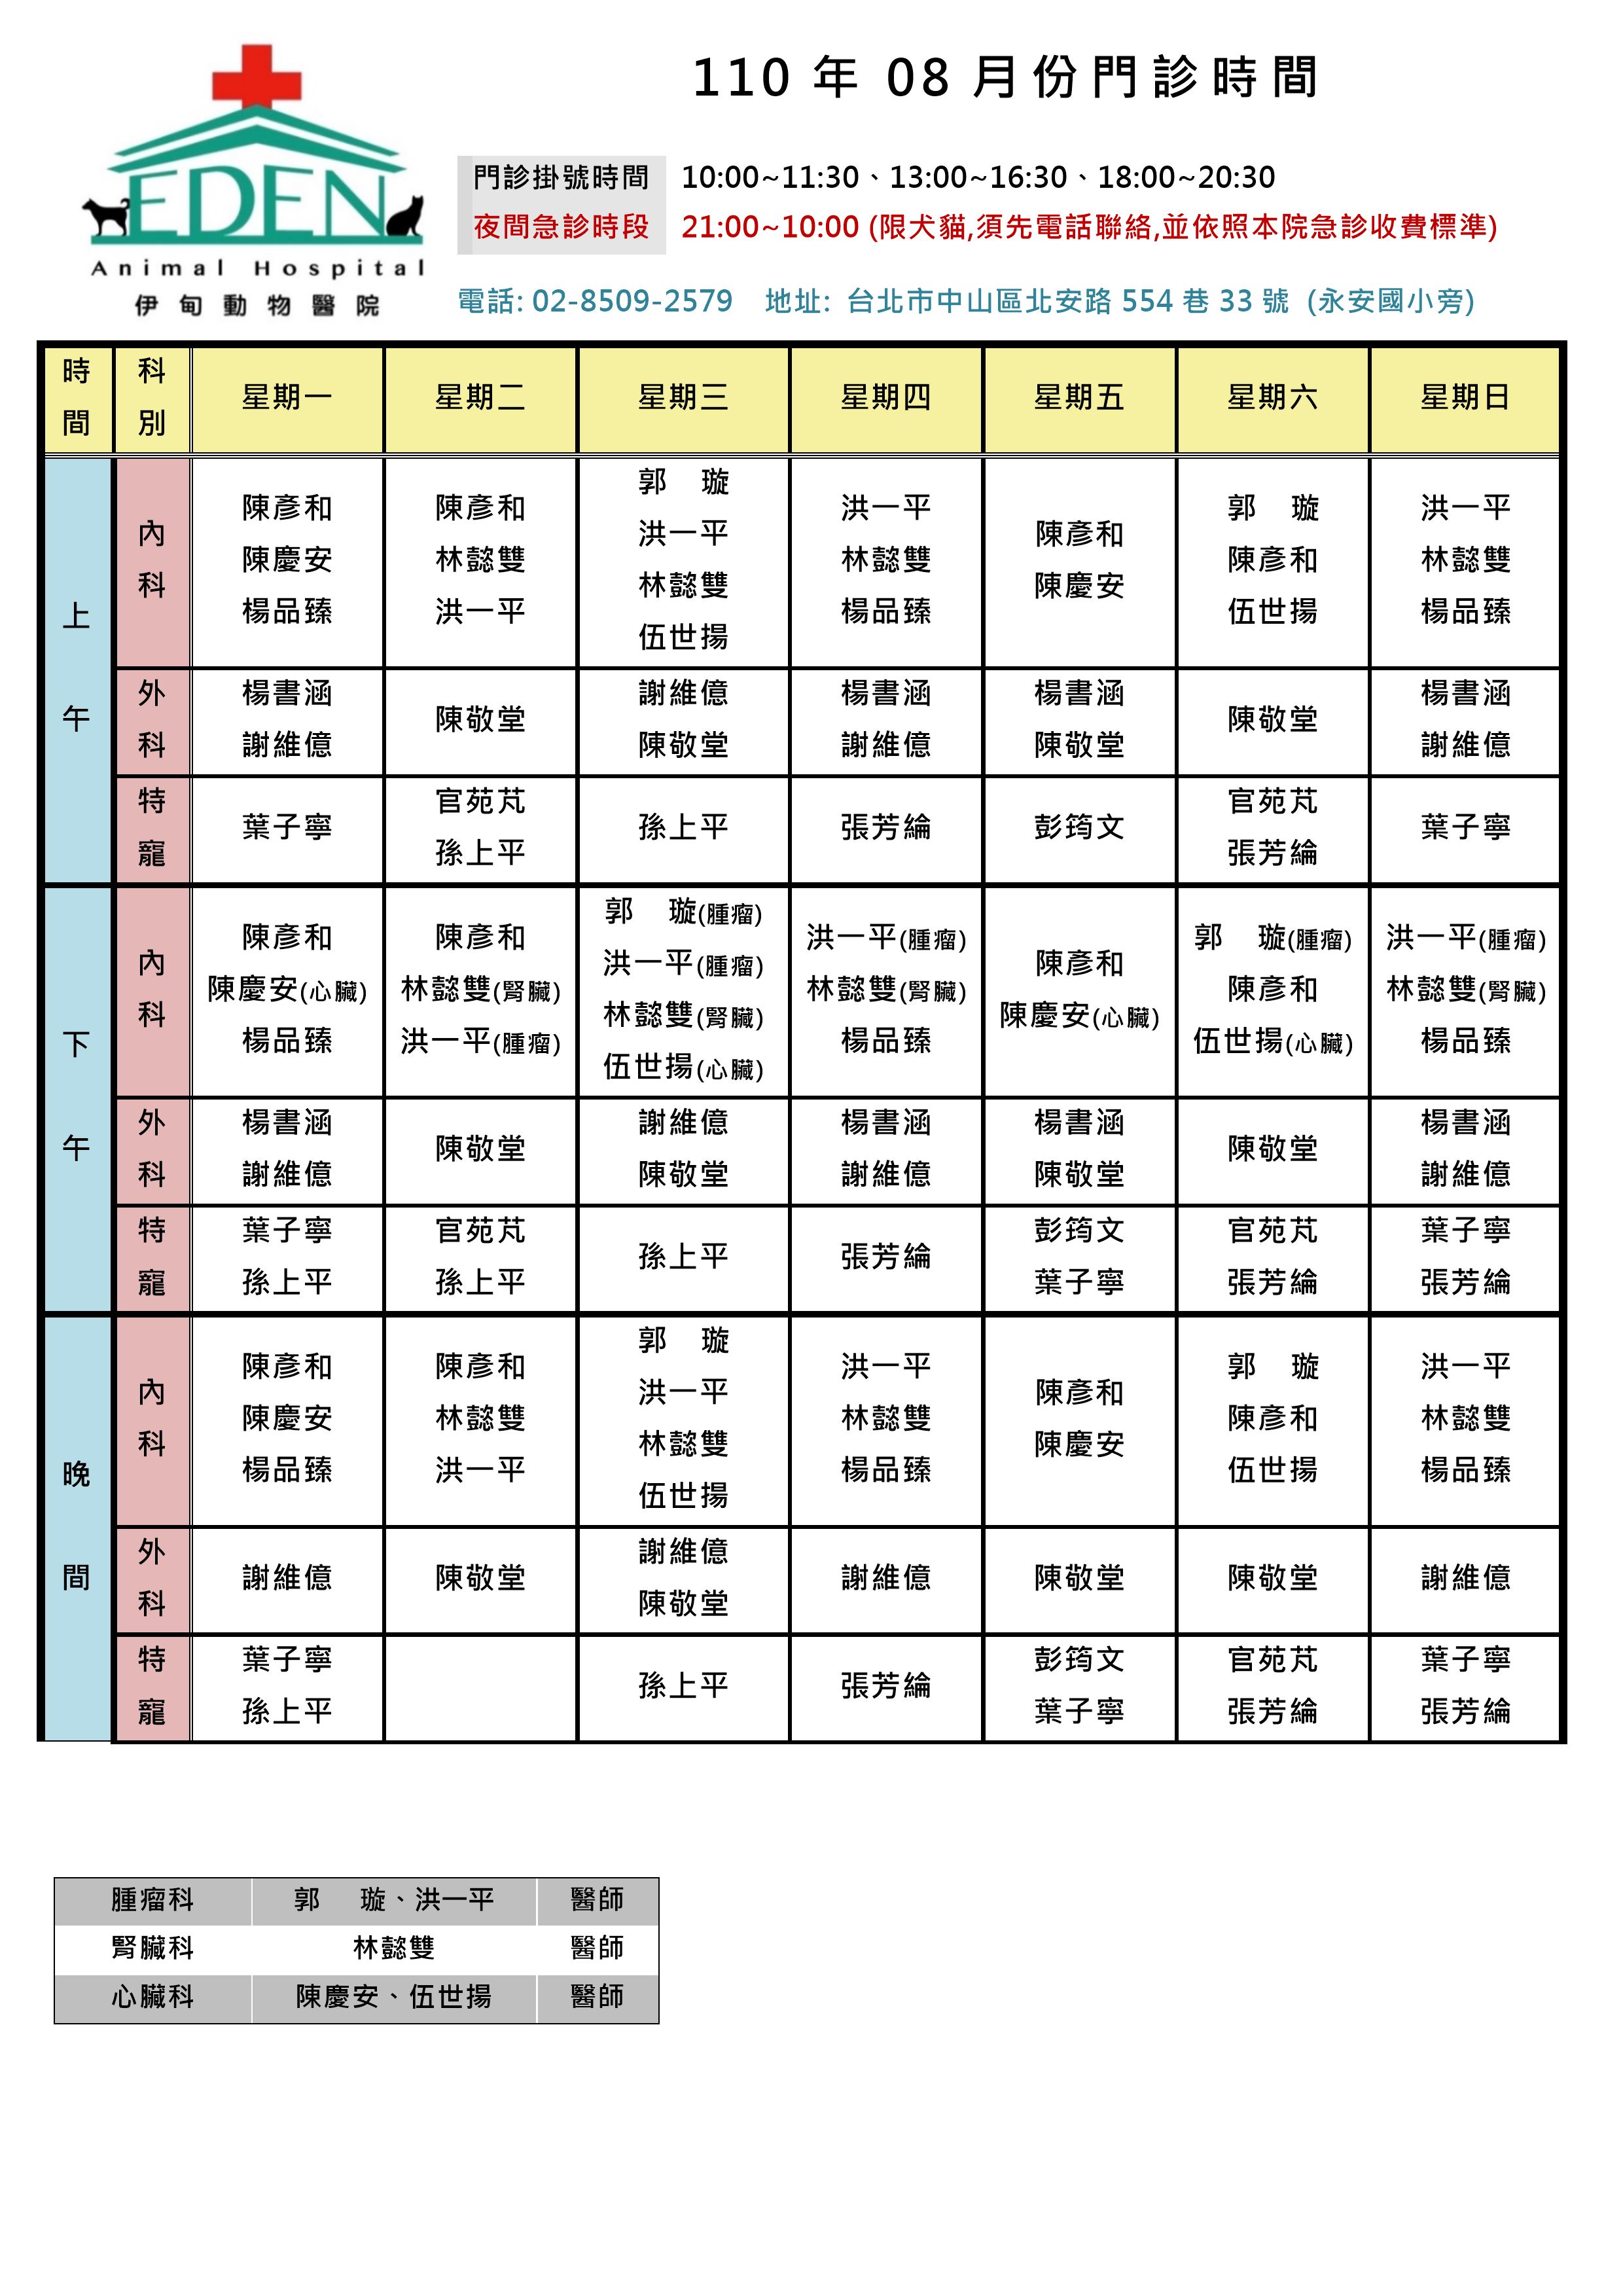 110 年 08 月份門診時間
EDEN
Animal Hospital
伊甸動物醫院
門診掛號時間 10:00~11:30、13:00~16:30、18:00~20:30
夜間急診時段 21:00~10:00 (限犬貓,須先電話聯絡,並依照本院急診收費標準)
電話: 02-8509-2579 地址: 台北市中山區北安路 554 巷 33 號 (永安國小旁)
時間 科別 星期一 星期二 星期三 星期四 星期五 星期六 星期日
上午
內科
陳彥和
陳慶安
楊品臻
陳彥和
林懿雙
洪一平
郭 璇
洪一平
林懿雙
伍世揚
洪一平
林懿雙
楊品臻
陳彥和
陳慶安
郭 璇
陳彥和
伍世揚
洪一平
林懿雙
楊品臻
外科
楊書涵
謝維億
陳敬堂
謝維億
陳敬堂
楊書涵
謝維億
楊書涵
陳敬堂
陳敬堂
楊書涵
謝維億
特寵
葉子寧
官苑芃
孫上平
孫上平
張芳綸
彭筠文
官苑芃
張芳綸
葉子寧
下午
內科
陳彥和
陳慶安(心臟)
楊品臻
陳彥和
林懿雙(腎臟)
洪一平(腫瘤)
郭 璇(腫瘤)
洪一平(腫瘤)
林懿雙(腎臟)
伍世揚(心臟)
洪一平(腫瘤)
林懿雙(腎臟)
楊品臻
陳彥和
陳慶安(心臟)
郭 璇(腫瘤)
陳彥和
伍世揚(心臟)
洪一平(腫瘤)
林懿雙(腎臟)
楊品臻
外科
楊書涵
謝維億
陳敬堂
謝維億
陳敬堂
楊書涵
謝維億
楊書涵
陳敬堂
陳敬堂
楊書涵
謝維億
特寵
葉子寧
孫上平
官苑芃
孫上平
孫上平
張芳綸
彭筠文
葉子寧
官苑芃
張芳綸
葉子寧
張芳綸
晚間
內科
陳彥和
陳慶安
楊品臻
陳彥和
林懿雙
洪一平
郭 璇
洪一平
林懿雙
伍世揚
洪一平
林懿雙
楊品臻
陳彥和
陳慶安
郭 璇
陳彥和
伍世揚
洪一平
林懿雙
楊品臻
外科
謝維億
陳敬堂
謝維億
陳敬堂
謝維億
陳敬堂
陳敬堂
謝維億
特寵
葉子寧
孫上平
孫上平
張芳綸
彭筠文
葉子寧
官苑芃
張芳綸
葉子寧
張芳綸
腫瘤科 郭 璇、洪一平 醫師
腎臟科 林懿雙 醫師
心臟科 陳慶安、伍世揚 醫師